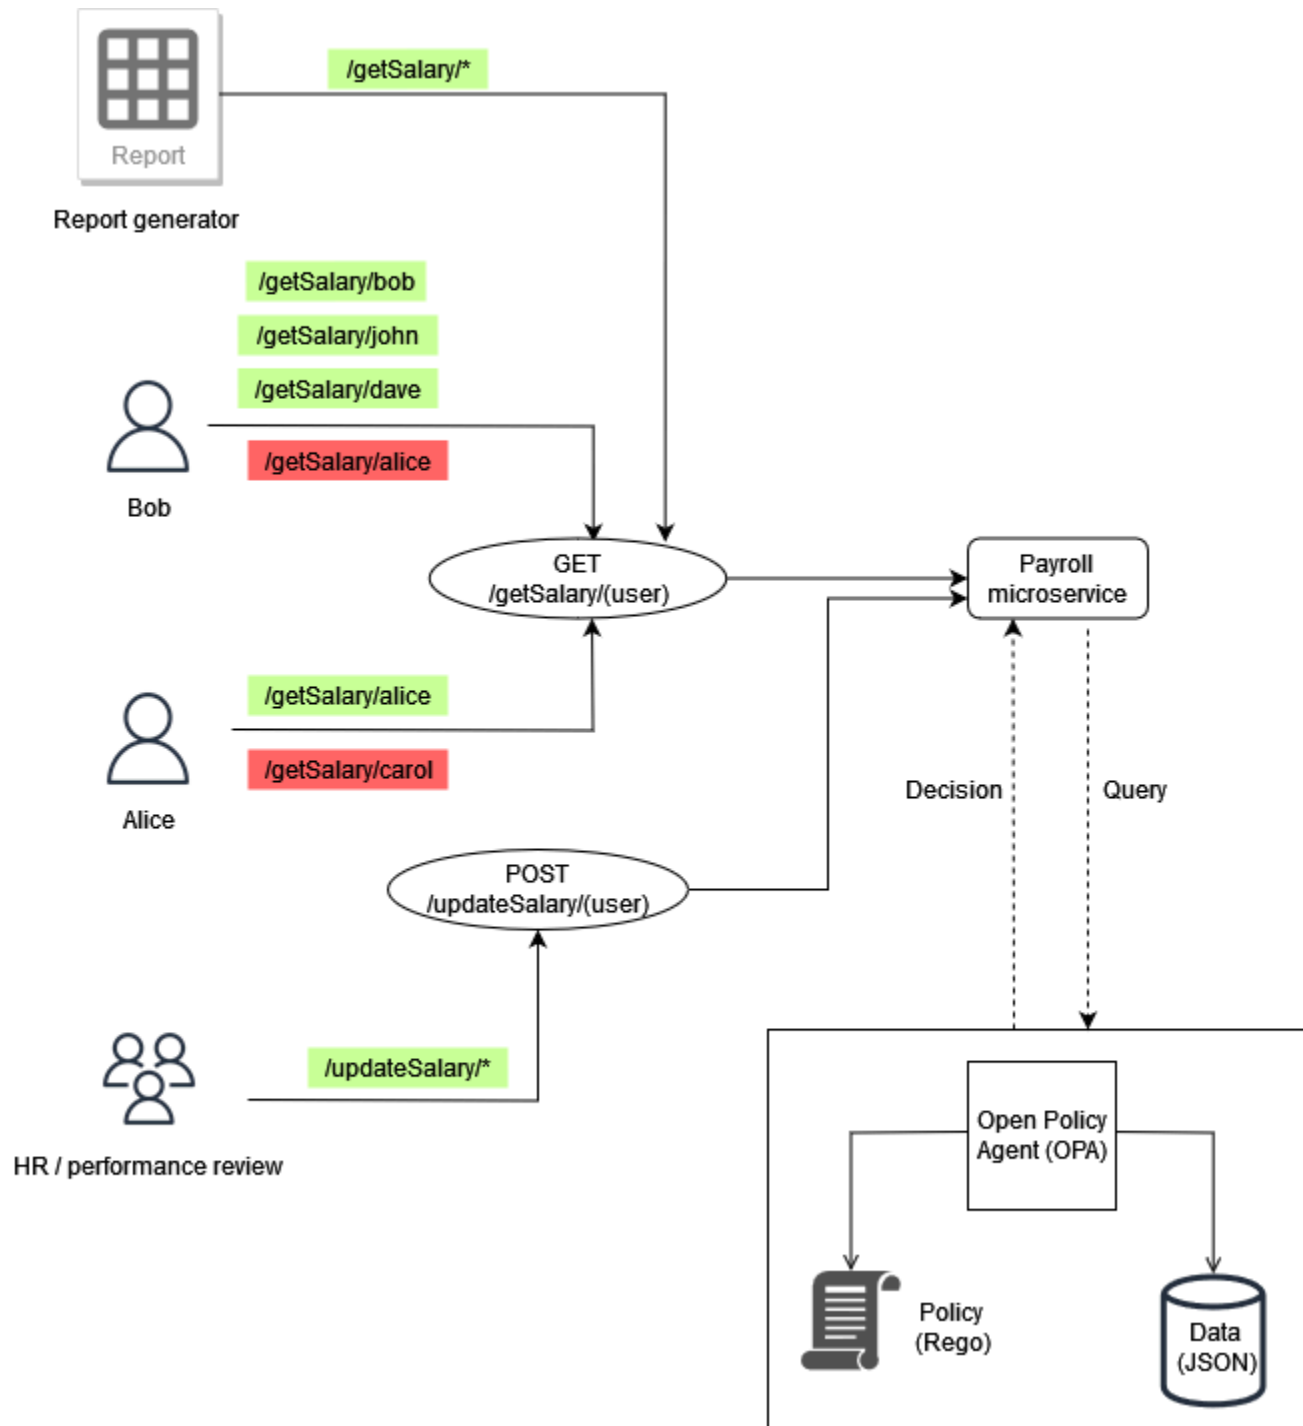 Report
/getSalary/*
Report generator
/getSalary/bob
/getSalary/john
/getSalary/dave
/getSalary/alice
Bob
GET
/getSalary/(user)
Payroll
microservice
/getSalary/alice
/getSalary/carol
Alice
Decision
Query
POST
/updateSalary/(user)
/updateSalary/*
HR / performance review
Open Policy
Agent (OPA)
Policy
(Rego)
Data
(JSON)